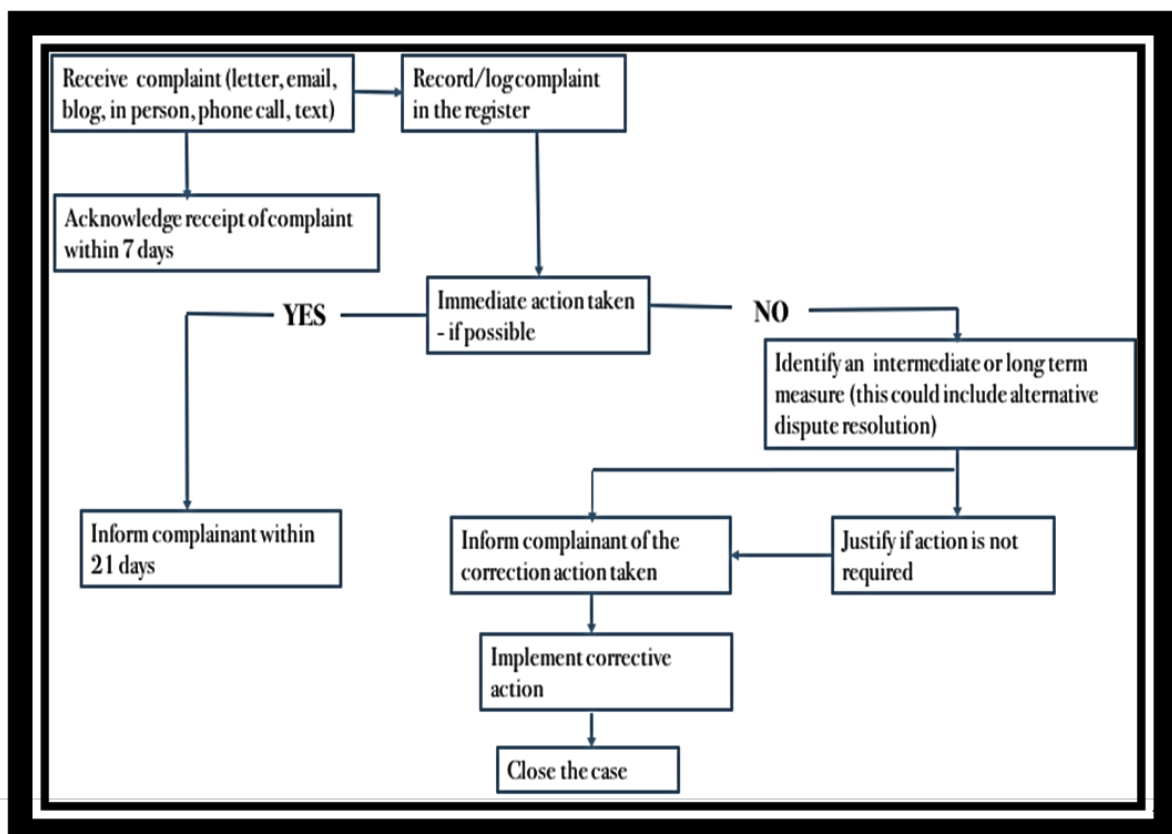 Receive complaint (letter, email,
blog, in person, phone call, text)
Record/log complaint
in the register
Acknowledge receipt of complaint
within 7 days
Immediate action taken
- if possible
YES
NO
Identify an intermediate or long term
measure (this could include alternative
dispute resolution)
Inform complainant within
21 days
Inform complainant of the
correction action taken
Justify if action is not
required
Implement corrective
action
Close the case